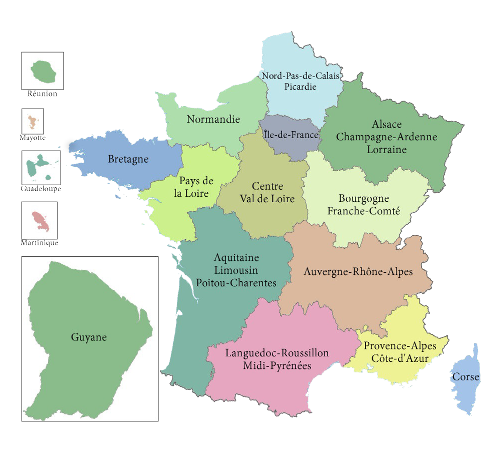 Nord-Pas-de-Calais
Picardie
Réunion
Normandie
Île-de-France
Alsace
Champagne-Ardenne
Lorraine
Mayotte
Bretagne
Pays de
la Loire
Centre
Val de Loire
Guadeloupe
Bourgogne
Franche-Comté
Martinique
Aquitaine
Limousin
Poitou-Charentes
Auvergne-Rhône-Alpes
Guyane
Languedoc-Roussillon
Midi-Pyrénées
Provence-Alpes
Côte-d'Azur
Corse